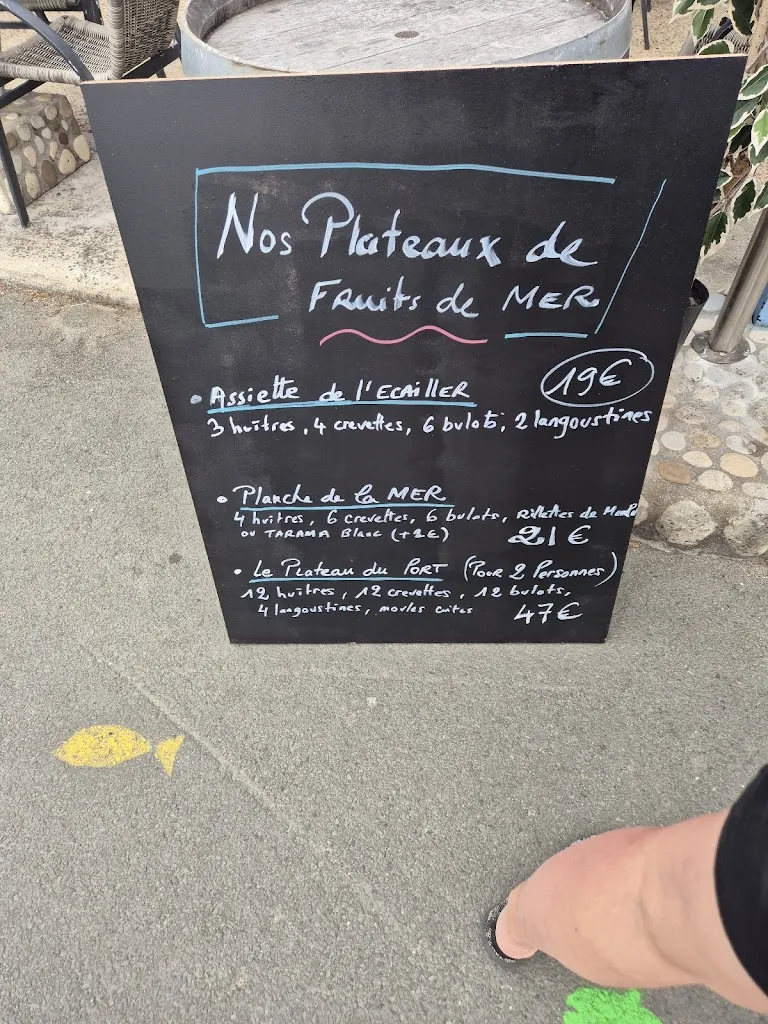 Nos Plateaux de
Fruits de MER
• Assiette de l'ECAILLER 19€
3 huîtres, 4 crevettes, 6 bulots, 2 langoustines
• Planche de la MER
4 huîtres, 6 crevettes, 6 bulots, Rillettes de
ou TARAMA Blanc (+2€) 21€
• Le Plateau du PORT (Pour 2 Personnes)
12 huîtres, 12 crevettes, 12 bulots,
4 langoustines, moules cuites 47€